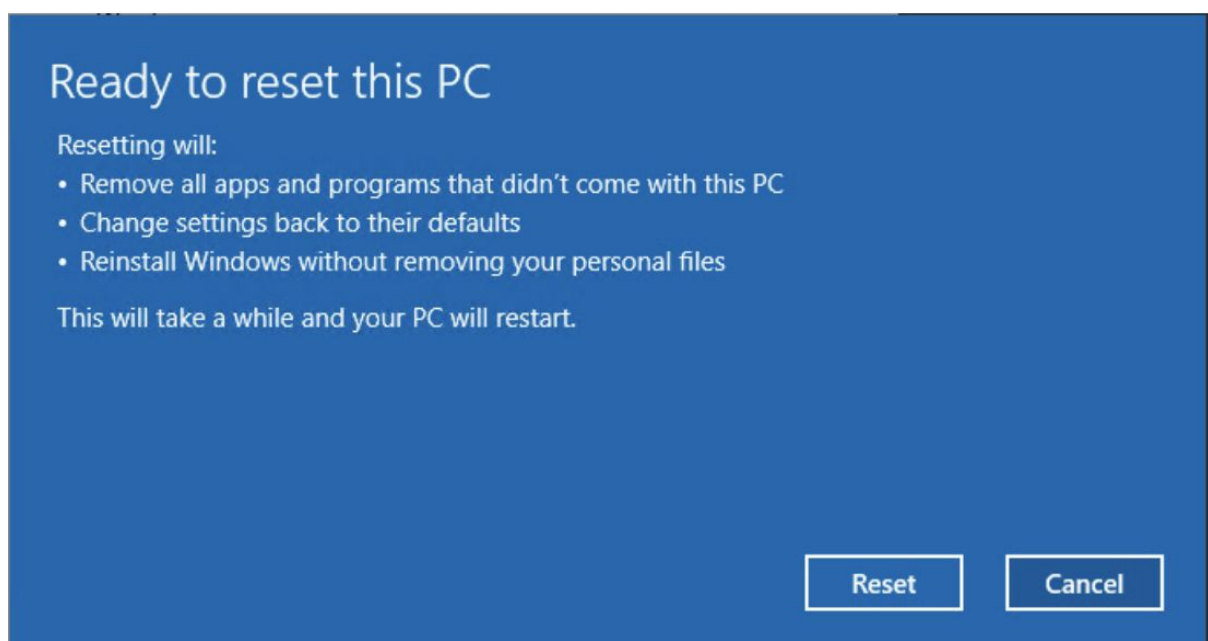 Ready to reset this PC
Resetting will:
• Remove all apps and programs that didn't come with this PC
• Change settings back to their defaults
• Reinstall Windows without removing your personal files
This will take a while and your PC will restart.
Reset
Cancel